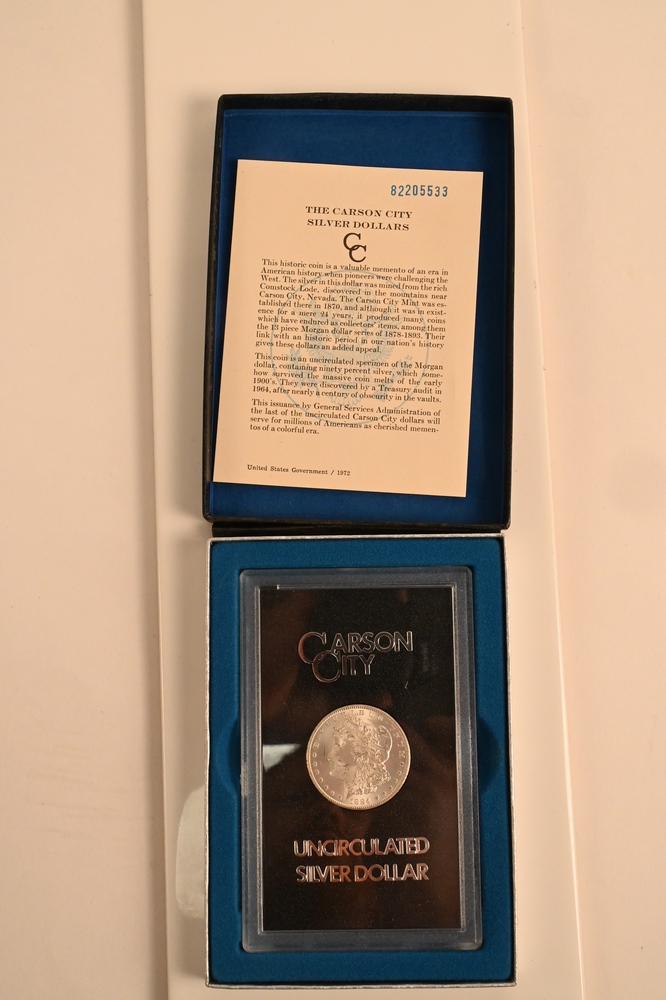 82205533
THE CARSON CITY
SILVER DOLLARS
CC
This historic coin is a valuable memento of an era in
American history when pioneers were challenging the
West. The silver in this dollar was mined from the rich
Comstock Lode, discovered in the mountains near
Carson City, Nevada. The Carson City Mint was es-
tablished there in 1870, and although it was in exist-
ence for a mere 24 years, it produced many coins
which have endured as collectors' items, among them
the 13 piece Morgan dollar series of 1878-1893. Their
link with an historic period in our nation's history
gives these dollars an added appeal.
This coin is an uncirculated specimen of the Morgan
dollar, containing ninety percent silver, which some-
how survived the massive coin melts of the early
1900's. They were discovered by a Treasury audit in
1964, after nearly a century of obscurity in the vaults.
This issuance by General Services Administration of
the last of the uncirculated Carson City dollars will
serve for millions of Americans as cherished memen-
tos of a colorful era.
United States Government / 1972
CARSON
CITY
1884
UNCIRCULATED
SILVER DOLLAR